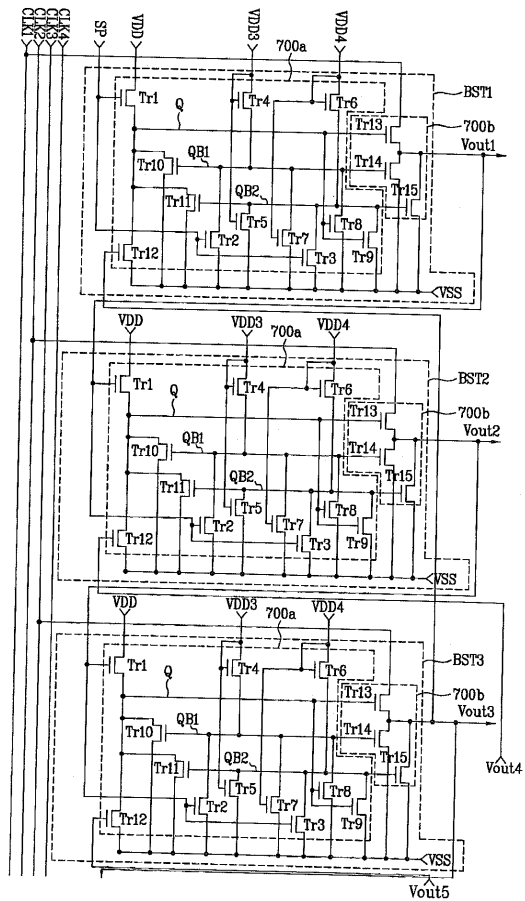 CLK1
CLK2
CLK3
CLK4
SP
VDD
VDD3
VDD4
700a
BST1
Tr1
Tr4
Tr6
Q
Tr13
700b
Vout1
Tr10
QB1
Tr14
QB2
Tr15
Tr11
Tr5
Tr8
Tr2
Tr7
Tr3
Tr9
Tr12
VSS
VDD
VDD3
VDD4
700a
BST2
Tr1
Tr4
Tr6
Q
Tr13
700b
Vout2
Tr10
QB1
Tr14
QB2
Tr15
Tr11
Tr5
Tr8
Tr2
Tr7
Tr3
Tr9
Tr12
VSS
VDD
VDD3
VDD4
700a
BST3
Tr1
Tr4
Tr6
Q
Tr13
700b
Vout3
Tr10
QB1
Tr14
QB2
Tr15
Tr11
Vout4
Tr5
Tr8
Tr2
Tr7
Tr3
Tr9
Tr12
VSS
Vout5